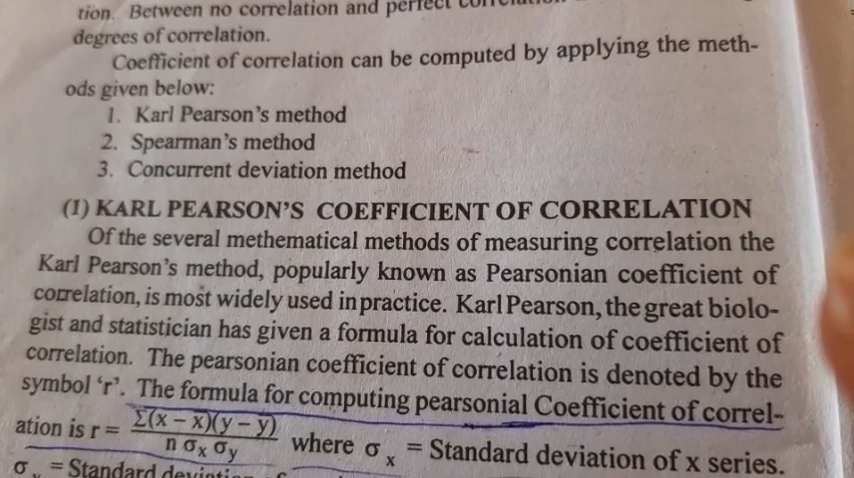 tion. Between no correlation and perfect
degrees of correlation.
Coefficient of correlation can be computed by applying the meth-
ods given below:
1. Karl Pearson's method
2. Spearman's method
3. Concurrent deviation method
(1) KARL PEARSON'S COEFFICIENT OF CORRELATION
Of the several methematical methods of measuring correlation the
Karl Pearson's method, popularly known as Pearsonian coefficient of
correlation, is most widely used in practice. Karl Pearson, the great biolo-
gist and statistician has given a formula for calculation of coefficient of
correlation. The pearsonian coefficient of correlation is denoted by the
symbol 'r'. The formula for computing pearsonial Coefficient of correl-
ation is r = Σ(x – x)(y – y) / n σx σy where σx = Standard deviation of x series.
= Standard